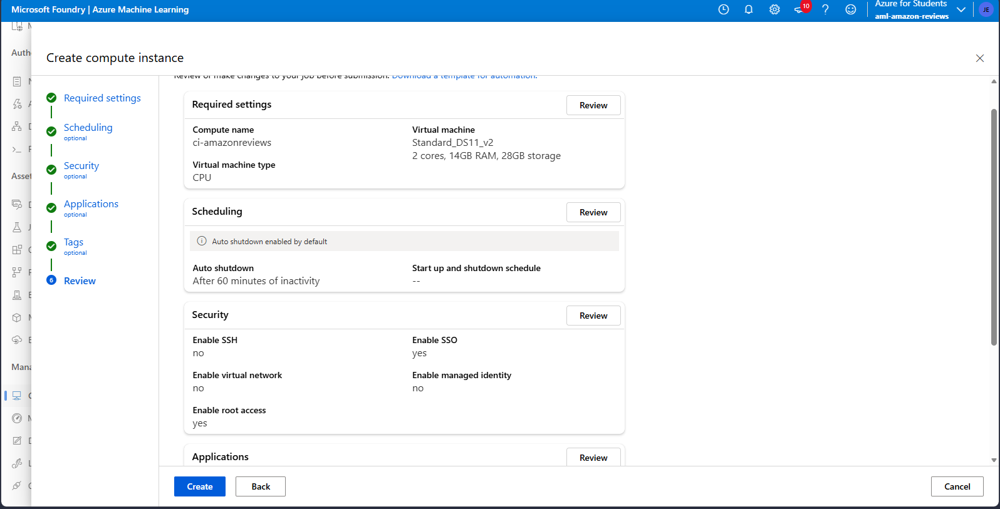 Microsoft Foundry | Azure Machine Learning
10
Azure for Students
aml-amazon-reviews
JE
Create compute instance
Review or make changes to your job before submission. Download a template for automation.
Required settings
Scheduling
optional
Security
optional
Applications
optional
Tags
optional
6
Review
Required settings
Review
Compute name
ci-amazonreviews
Virtual machine type
CPU
Virtual machine
Standard_DS11_v2
2 cores, 14GB RAM, 28GB storage
Scheduling
Review
Auto shutdown enabled by default
Auto shutdown
After 60 minutes of inactivity
Start up and shutdown schedule
--
Security
Review
Enable SSH
no
Enable SSO
yes
Enable virtual network
no
Enable managed identity
no
Enable root access
yes
Applications
Review
Create
Back
Cancel